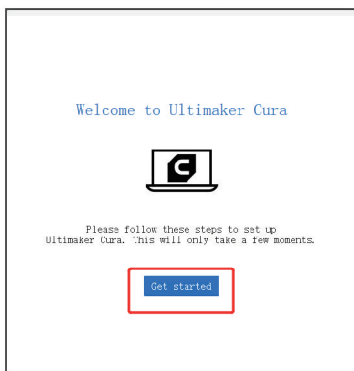 Welcome to Ultimaker Cura
C
Please follow these steps to set up
Ultimaker Cura. This will only take a few moments.
Get started